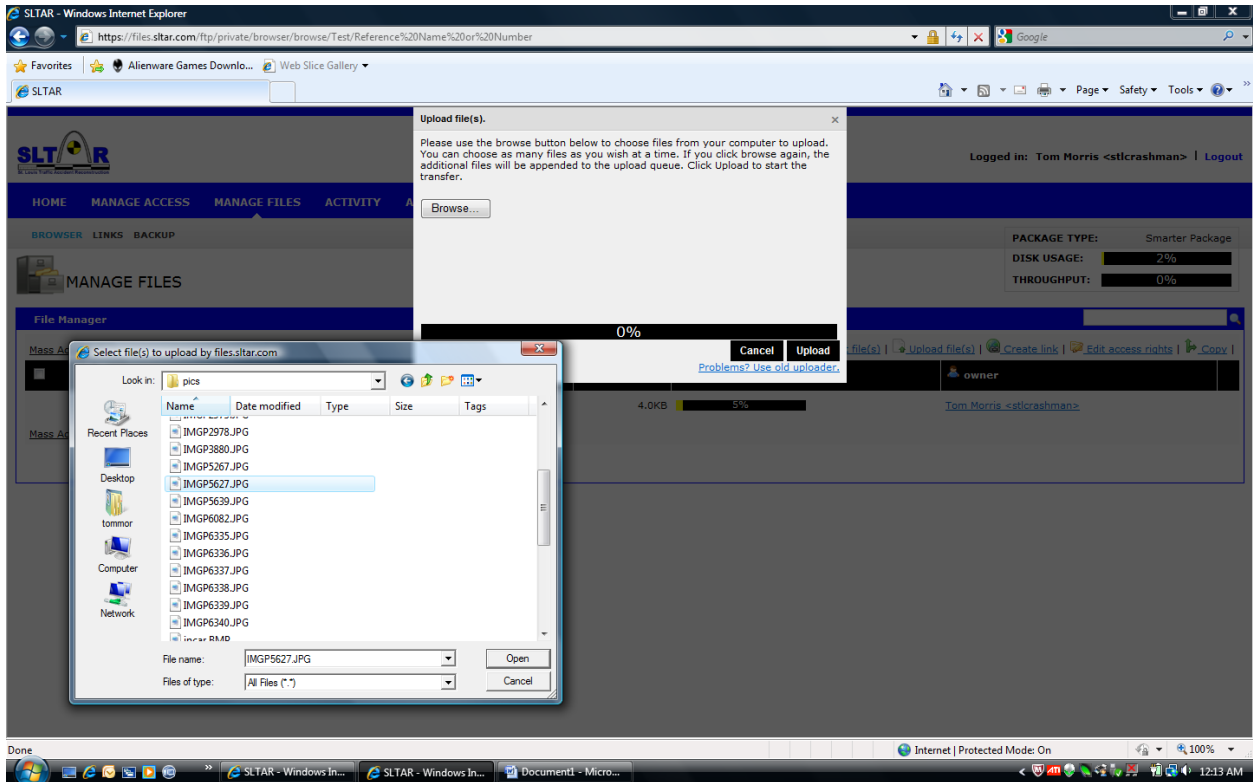 SLTAR - Windows Internet Explorer
https://files.sltar.com/ftp/private/browser/browse/Test/Reference%20Name%20or%20Number
Google
Favorites
Alienware Games Downlo...
Web Slice Gallery
SLTAR
Page
Safety
Tools
SLTAR
Logged in: Tom Morris <stlcrashman> | Logout
HOME MANAGE ACCESS MANAGE FILES ACTIVITY A
BROWSER LINKS BACKUP
MANAGE FILES
PACKAGE TYPE: Smarter Package
DISK USAGE: 2%
THROUGHPUT: 0%
File Manager
Mass Ac
file(s) | Upload file(s) | Create link | Edit access rights | Copy |
owner
4.0KB 5% Tom Morris <stlcrashman>
Mass Ac
Upload file(s).
Please use the browse button below to choose files from your computer to upload.
You can choose as many files as you wish at a time. If you click browse again, the
additional files will be appended to the upload queue. Click Upload to start the
transfer.
Browse...
0%
Cancel Upload
Problems? Use old uploader.
Select file(s) to upload by files.sltar.com
Look in: pics
Name Date modified Type Size Tags
Recent Places
Desktop
tommor
Computer
Network
IMGP2978.JPG
IMGP3880.JPG
IMGP5267.JPG
IMGP5627.JPG
IMGP5639.JPG
IMGP6082.JPG
IMGP6335.JPG
IMGP6336.JPG
IMGP6337.JPG
IMGP6338.JPG
IMGP6339.JPG
IMGP6340.JPG
incar.BMP
File name: IMGP5627.JPG Open
Files of type: All Files (*.*) Cancel
Done
Internet | Protected Mode: On
100%
SLTAR - Windows In...
SLTAR - Windows In...
Document1 - Micro...
12:13 AM